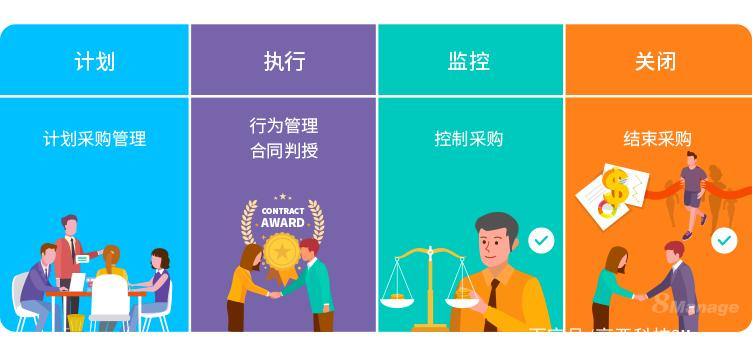 计划
执行
监控
关闭
计划采购管理
行为管理
合同判授
控制采购
结束采购
CONTRACT
AWARD
8Manage